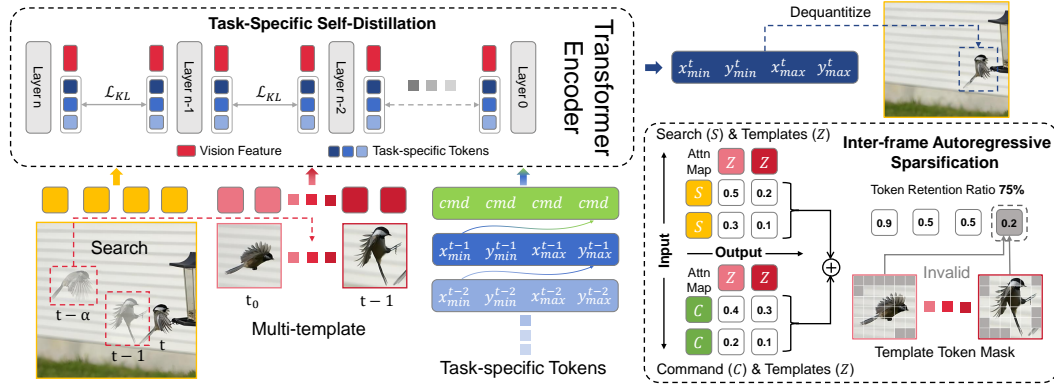 Task-Specific Self-Distillation
Transformer
Encoder
Layer n
Layer n-1
Layer n-2
Layer 0
ℒ_KL
ℒ_KL
Vision Feature
Task-specific Tokens
Dequantitize
x^t_min y^t_min x^t_max y^t_max
Search
t − α
t − 1
t
t_0
t − 1
Multi-template
cmd cmd cmd cmd
x^{t−1}_min y^{t−1}_min x^{t−1}_max y^{t−1}_max
x^{t−2}_min y^{t−2}_min x^{t−2}_max y^{t−2}_max
Task-specific Tokens
Search (S) & Templates (Z)
Inter-frame Autoregressive
Sparsification
Input
Attn
Map
Z Z
S 0.5 0.2
S 0.3 0.1
Output
Attn
Map
Z Z
C 0.4 0.3
C 0.2 0.1
Command (C) & Templates (Z)
Token Retention Ratio 75%
0.9 0.5 0.5 0.2
Invalid
Template Token Mask